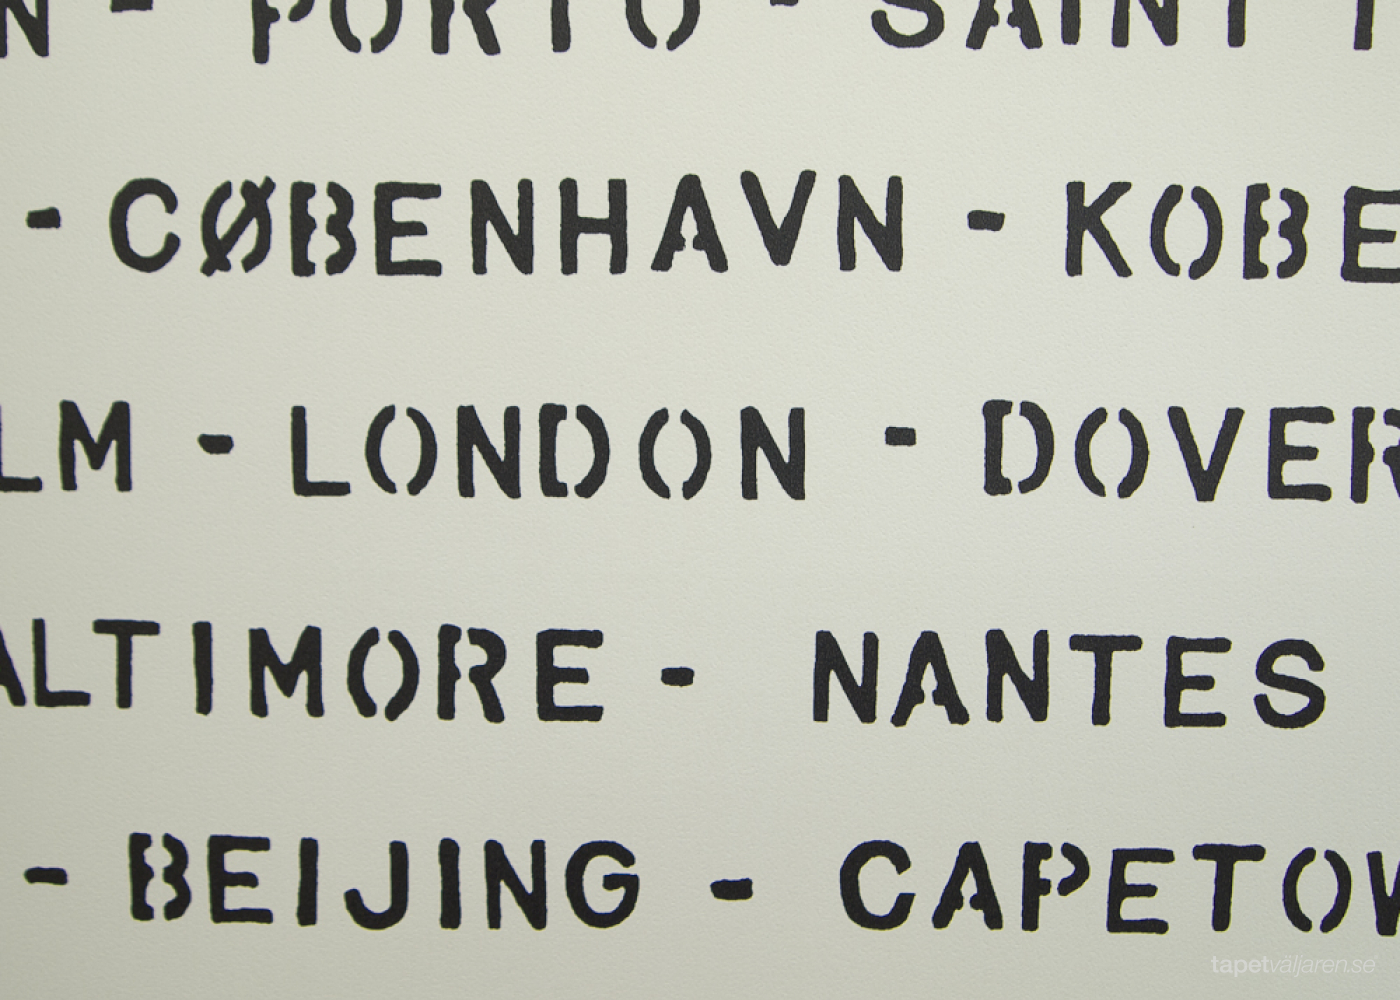 N - PORTO - SAINT
- CØBENHAVN - KOBE
LM - LONDON - DOVER
ALTIMORE - NANTES
- BEIJING - CAPETOW
tapetväljaren.se